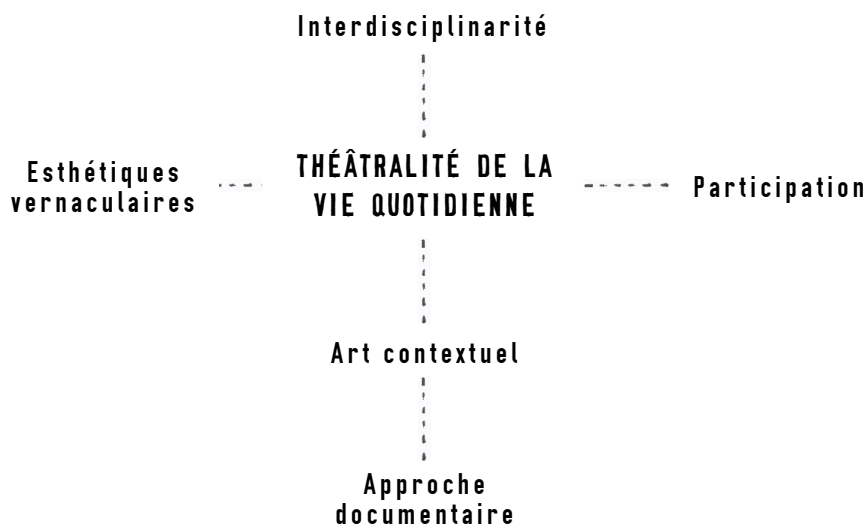 Interdisciplinarité
Esthétiques
vernaculaires
THÉÂTRALITÉ DE LA
VIE QUOTIDIENNE
Participation
Art contextuel
Approche
documentaire